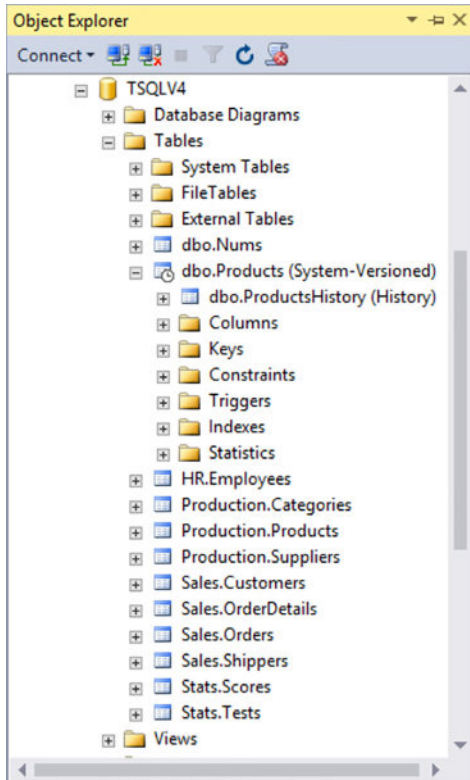 Object Explorer
Connect
TSQLV4
Database Diagrams
Tables
System Tables
FileTables
External Tables
dbo.Nums
dbo.Products (System-Versioned)
dbo.ProductsHistory (History)
Columns
Keys
Constraints
Triggers
Indexes
Statistics
HR.Employees
Production.Categories
Production.Products
Production.Suppliers
Sales.Customers
Sales.OrderDetails
Sales.Orders
Sales.Shippers
Stats.Scores
Stats.Tests
Views